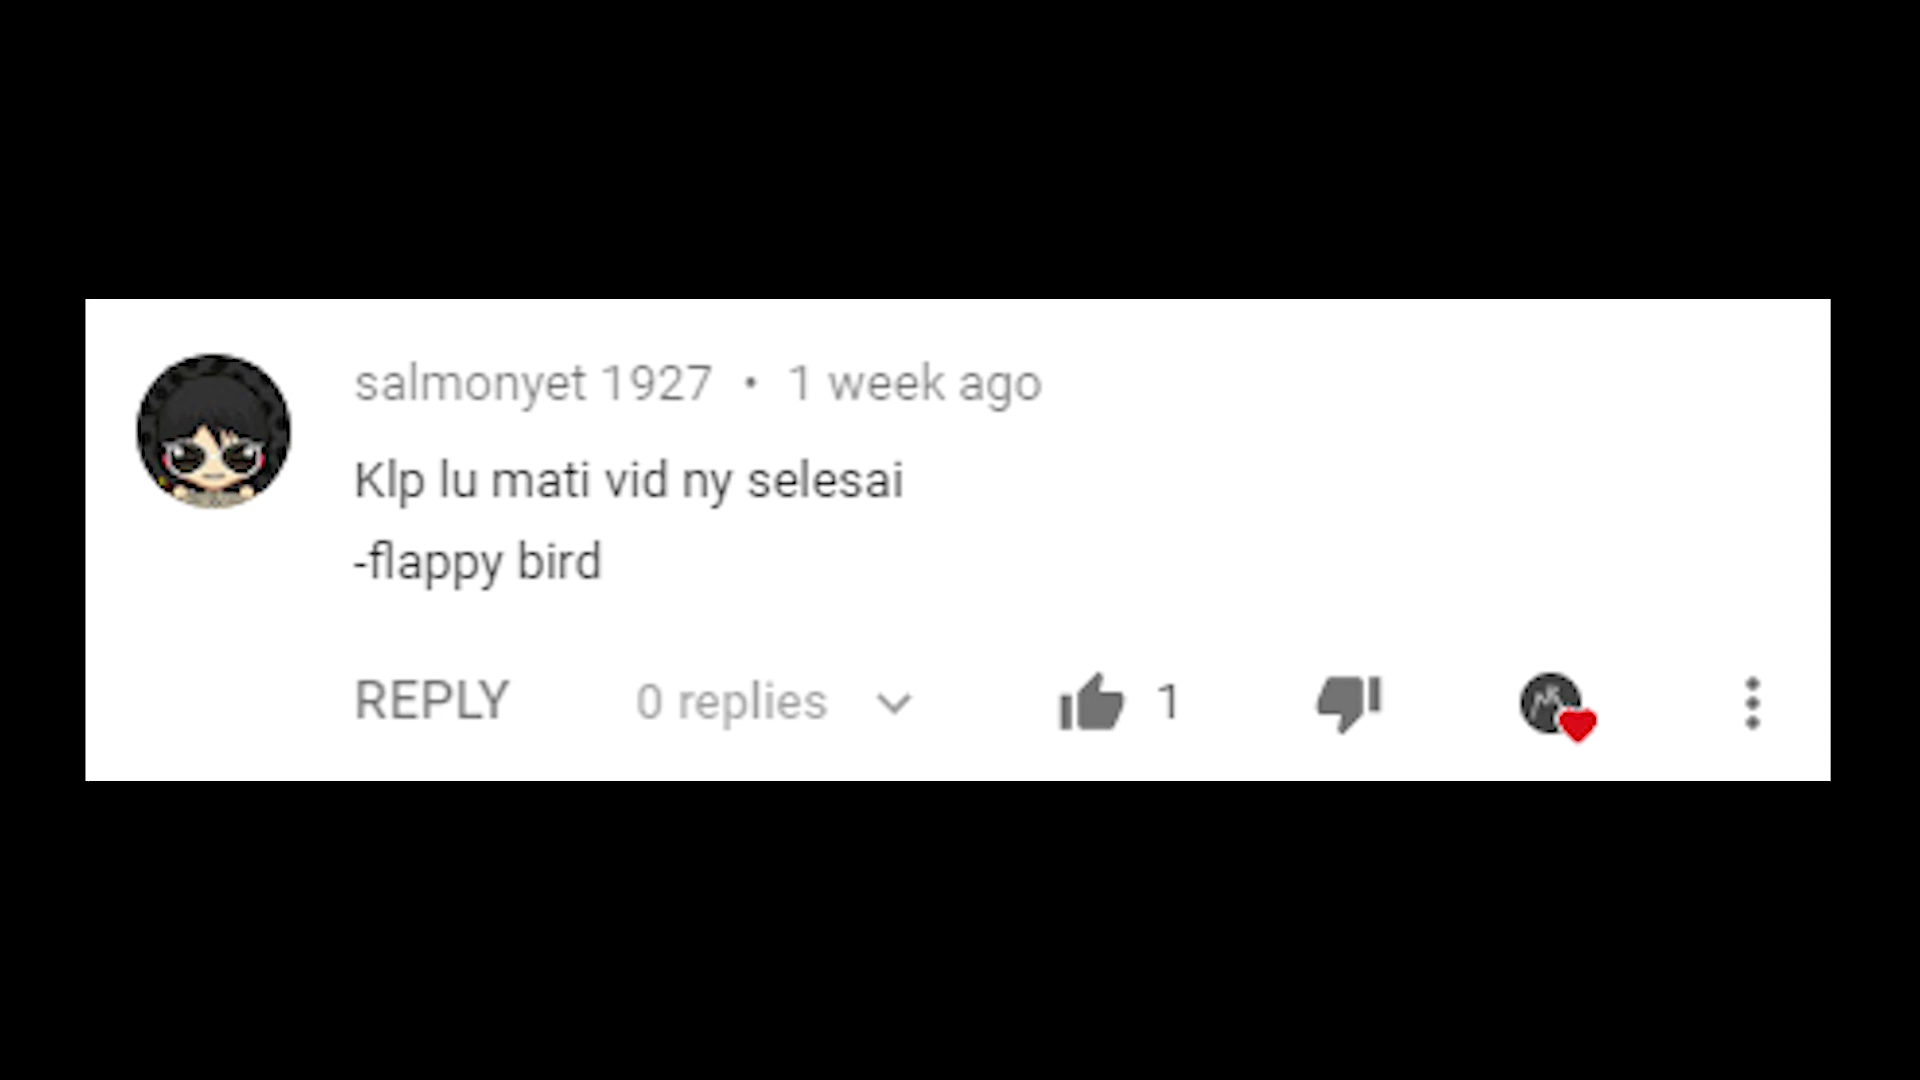 salmonyet 1927 • 1 week ago
Klp lu mati vid ny selesai
-flappy bird
REPLY 0 replies 1